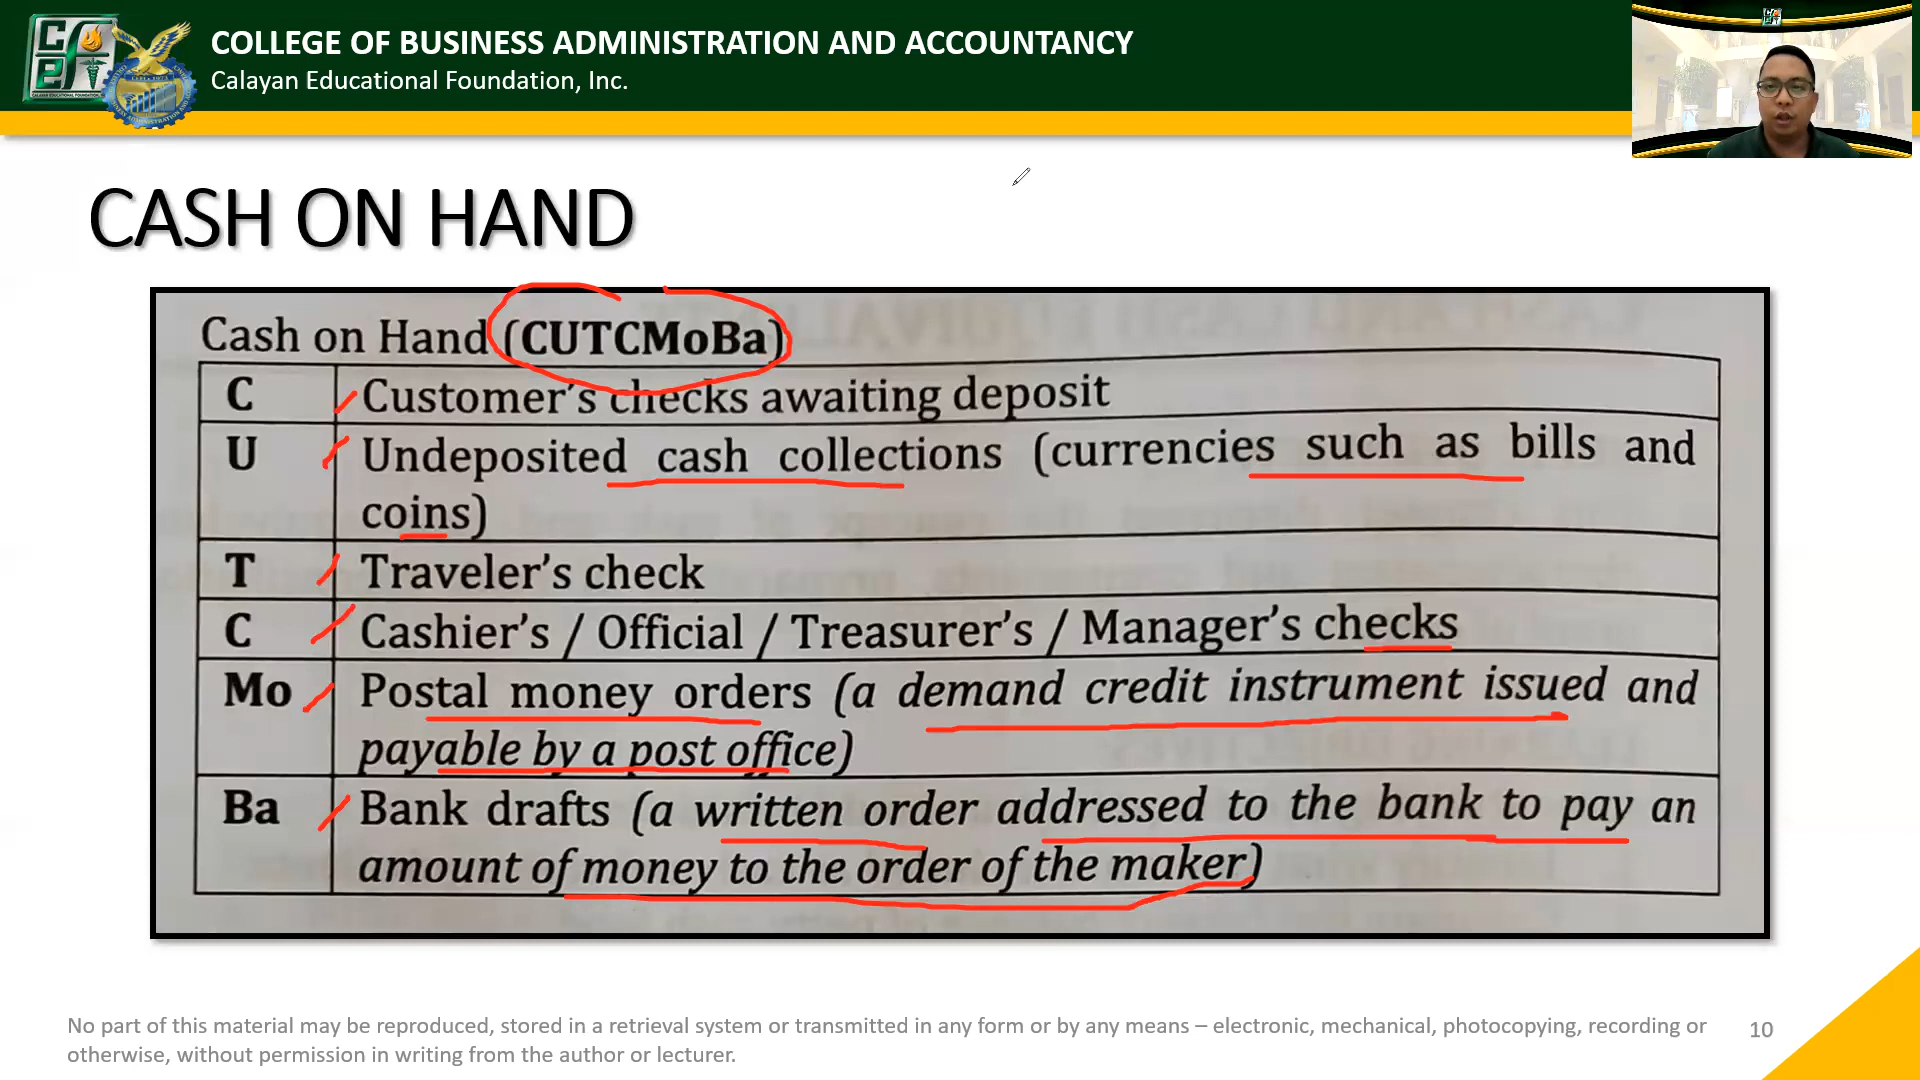 COLLEGE OF BUSINESS ADMINISTRATION AND ACCOUNTANCY
Calayan Educational Foundation, Inc.
CASH ON HAND
Cash on Hand (CUTCMoBa)
C Customer's checks awaiting deposit
U Undeposited cash collections (currencies such as bills and
coins)
T Traveler's check
C Cashier's / Official / Treasurer's / Manager's checks
Mo Postal money orders (a demand credit instrument issued and
payable by a post office)
Ba Bank drafts (a written order addressed to the bank to pay an
amount of money to the order of the maker)
No part of this material may be reproduced, stored in a retrieval system or transmitted in any form or by any means – electronic, mechanical, photocopying, recording or
otherwise, without permission in writing from the author or lecturer.
10